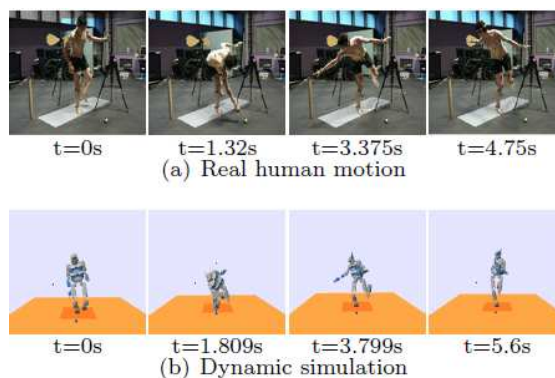 t=0s t=1.32s t=3.375s t=4.75s
(a) Real human motion
t=0s t=1.809s t=3.799s t=5.6s
(b) Dynamic simulation